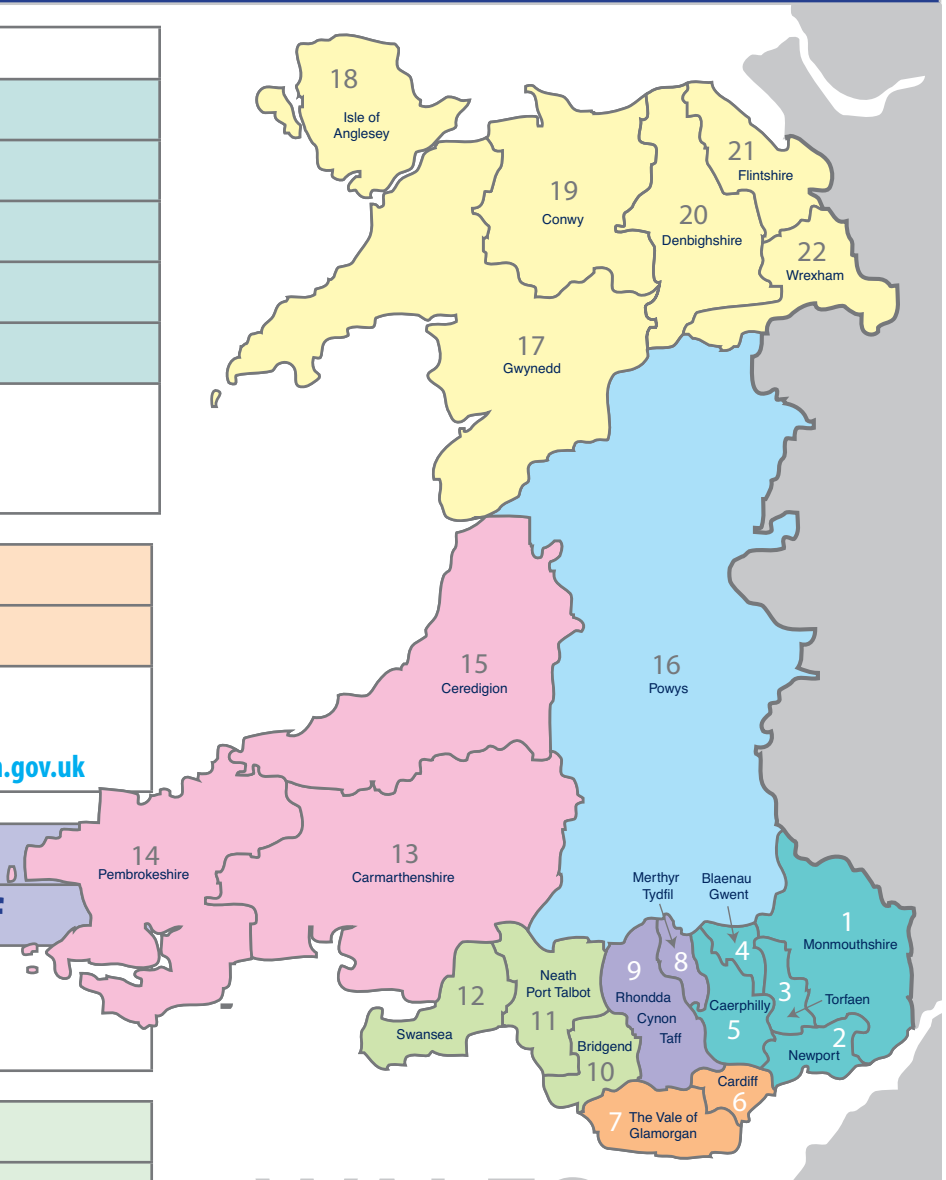 18
Isle of
Anglesey
21
Flintshire
19
Conwy
20
Denbighshire
22
Wrexham
17
Gwynedd
15
Ceredigion
16
Powys
.gov.uk
14
Pembrokeshire
13
Carmarthenshire
Merthyr
Tydfil
Blaenau
Gwent
1
Monmouthshire
4
8
9
Rhondda
Cynon
Taff
Neath
Port Talbot
11
12
Swansea
3
Torfaen
Caerphilly
5
2
Newport
Bridgend
10
Cardiff
6
7
The Vale of
Glamorgan